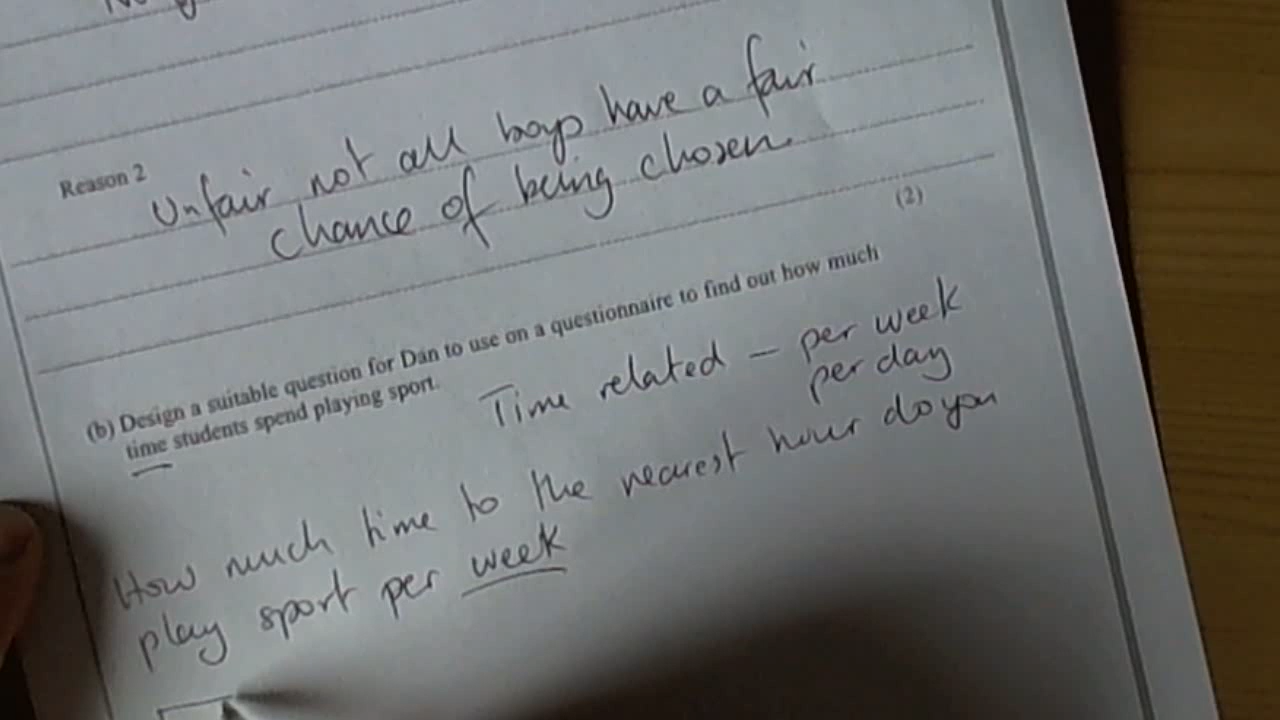 Reason 2
Unfair not all boys have a fair
chance of being chosen
(2)
(b) Design a suitable question for Dan to use on a questionnaire to find out how much
time students spend playing sport.
Time related – per week
per day
How much time to the nearest hour do you
play sport per week